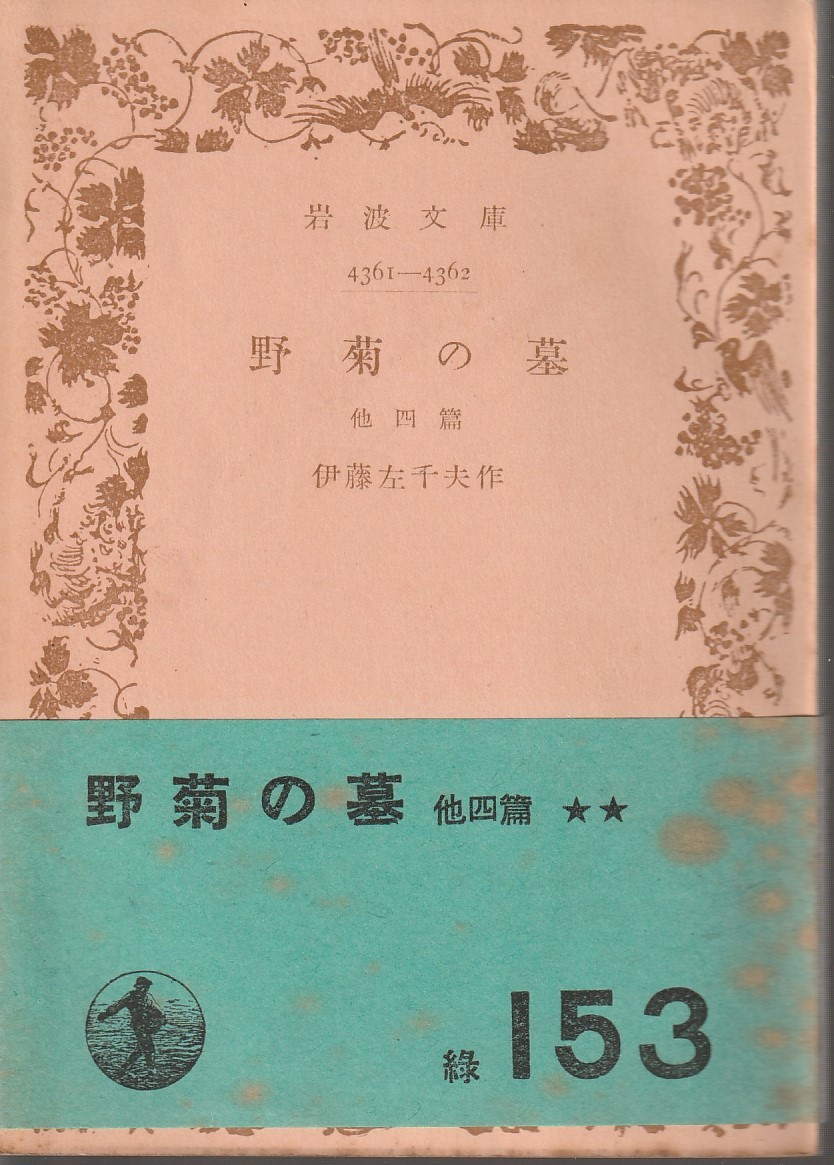 岩波文庫
4361—4362
野菊の墓
他四篇
伊藤左千夫作
野菊の墓 他四篇 ★★
緑 153